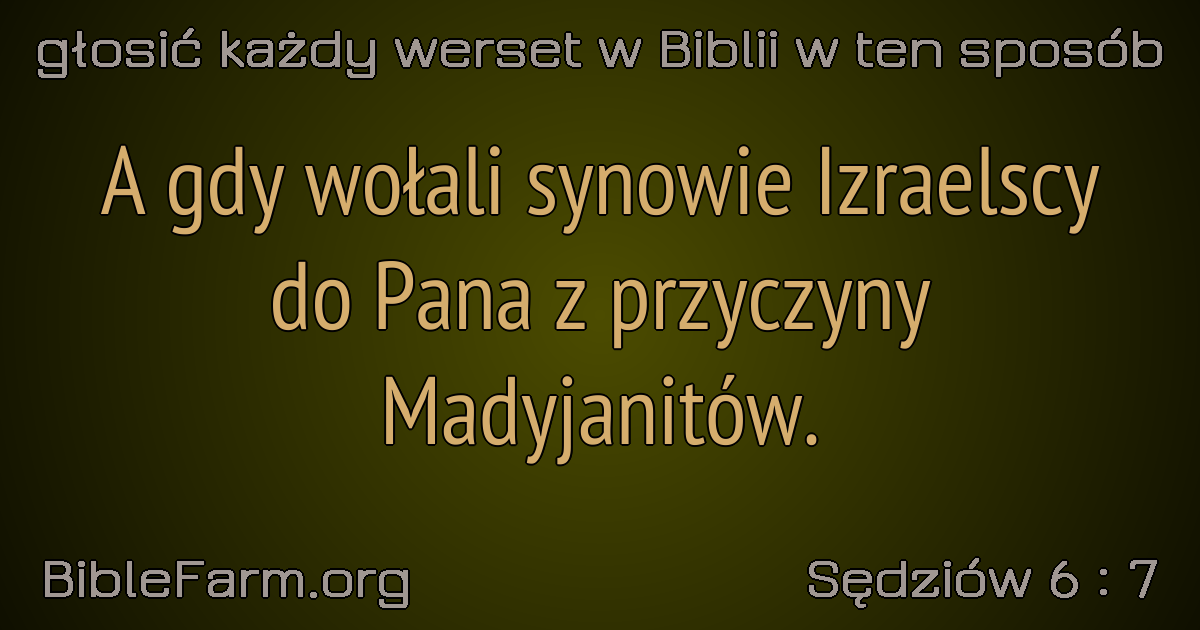 głosić każdy werset w Biblii w ten sposób
A gdy wołali synowie Izraelscy
do Pana z przyczyny
Madyjanitów.
BibleFarm.org
Sędziów 6 : 7